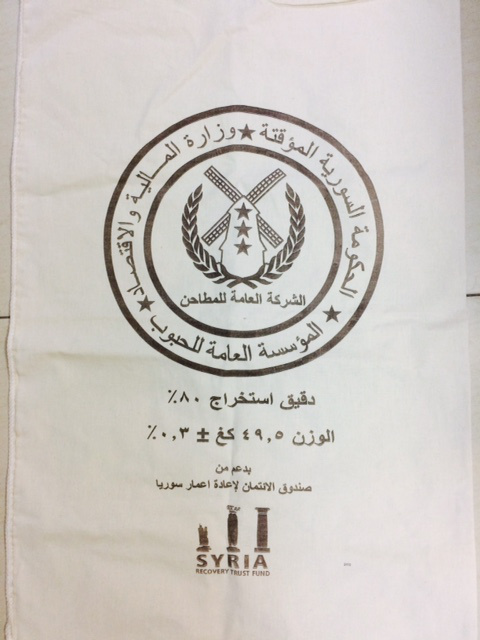 الحكومة السورية المؤقتة ★ وزارة المالية والاقتصاد ★ المؤسسة العامة للحبوب ★
الشركة العامة للمطاحن
دقيق استخراج ٨٠٪
الوزن ٤٩,٥ كغ ± ٠,٣٪
بدعم من
صندوق الائتمان لإعادة اعمار سوريا
SYRIA
RECOVERY TRUST FUND